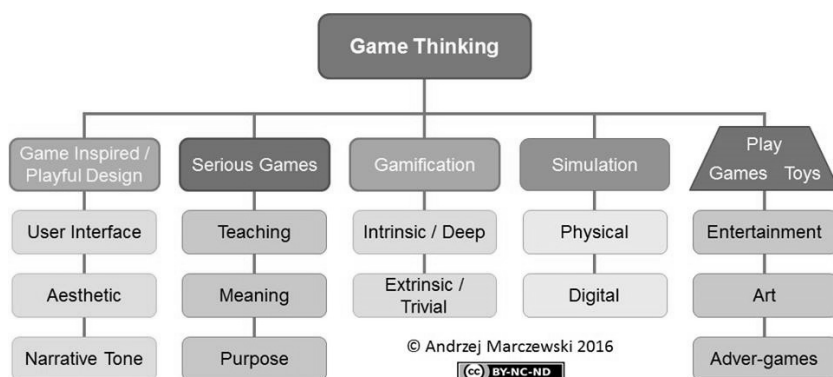 Game Thinking
Game Inspired /
Playful Design
Serious Games
Gamification
Simulation
Play
Games Toys
User Interface
Teaching
Intrinsic / Deep
Physical
Entertainment
Aesthetic
Meaning
Extrinsic /
Trivial
Digital
Art
Narrative Tone
Purpose
© Andrzej Marczewski 2016
Adver-games
cc BY-NC-ND